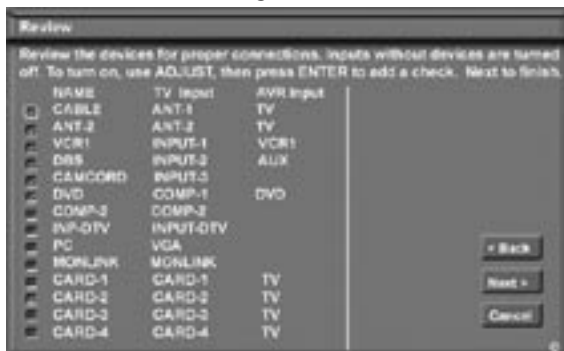 Review
Review the devices for proper connections. Inputs without devices are turned
off. To turn on, use ADJUST, then press ENTER to add a check. Next to finish.
NAME TV Input AVR Input
CABLE ANT-1 TV
ANT-2 ANT-2 TV
VCR1 INPUT-1 VCR1
DBS INPUT-2 AUX
CAMCORD INPUT-3
DVD COMP-1 DVD
COMP-2 COMP-2
INP-DTV INPUT-DTV
PC VGA
MONLINK MONLINK
CARD-1 CARD-1 TV
CARD-2 CARD-2 TV
CARD-3 CARD-3 TV
CARD-4 CARD-4 TV
< Back
Next >
Cancel